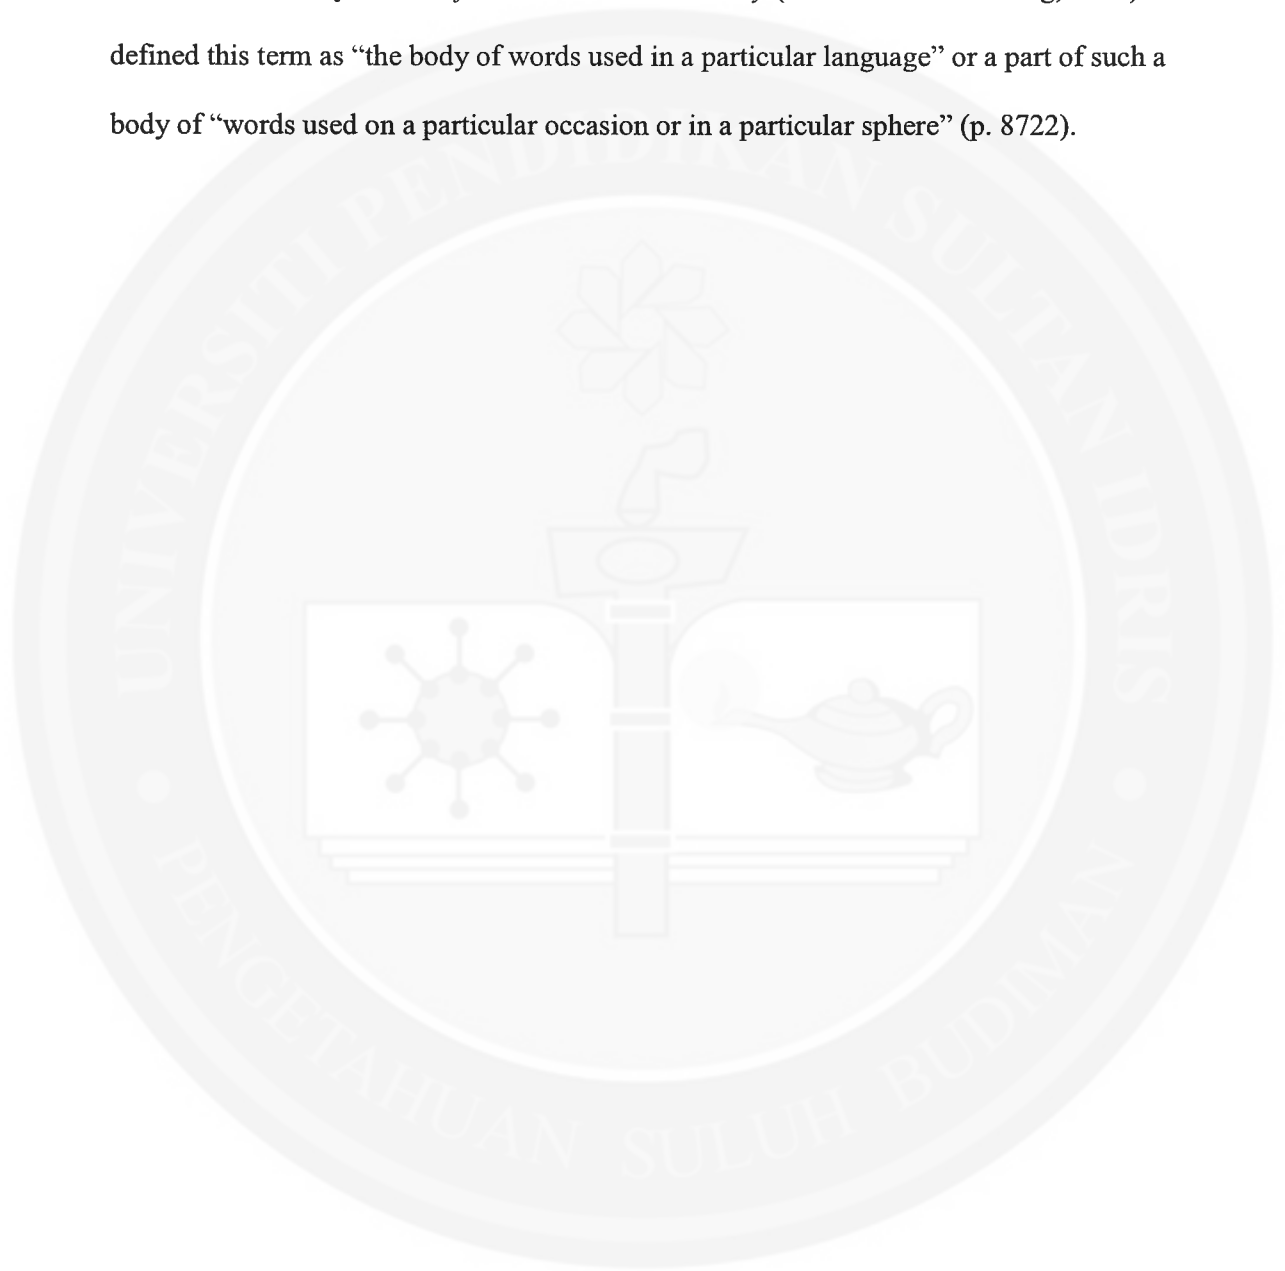 defined this term as “the body of words used in a particular language” or a part of such a
body of “words used on a particular occasion or in a particular sphere” (p. 8722).
UNIVERSITI PENDIDIKAN SULTAN IDRIS
PENGETAHUAN SULUH BUDIMAN